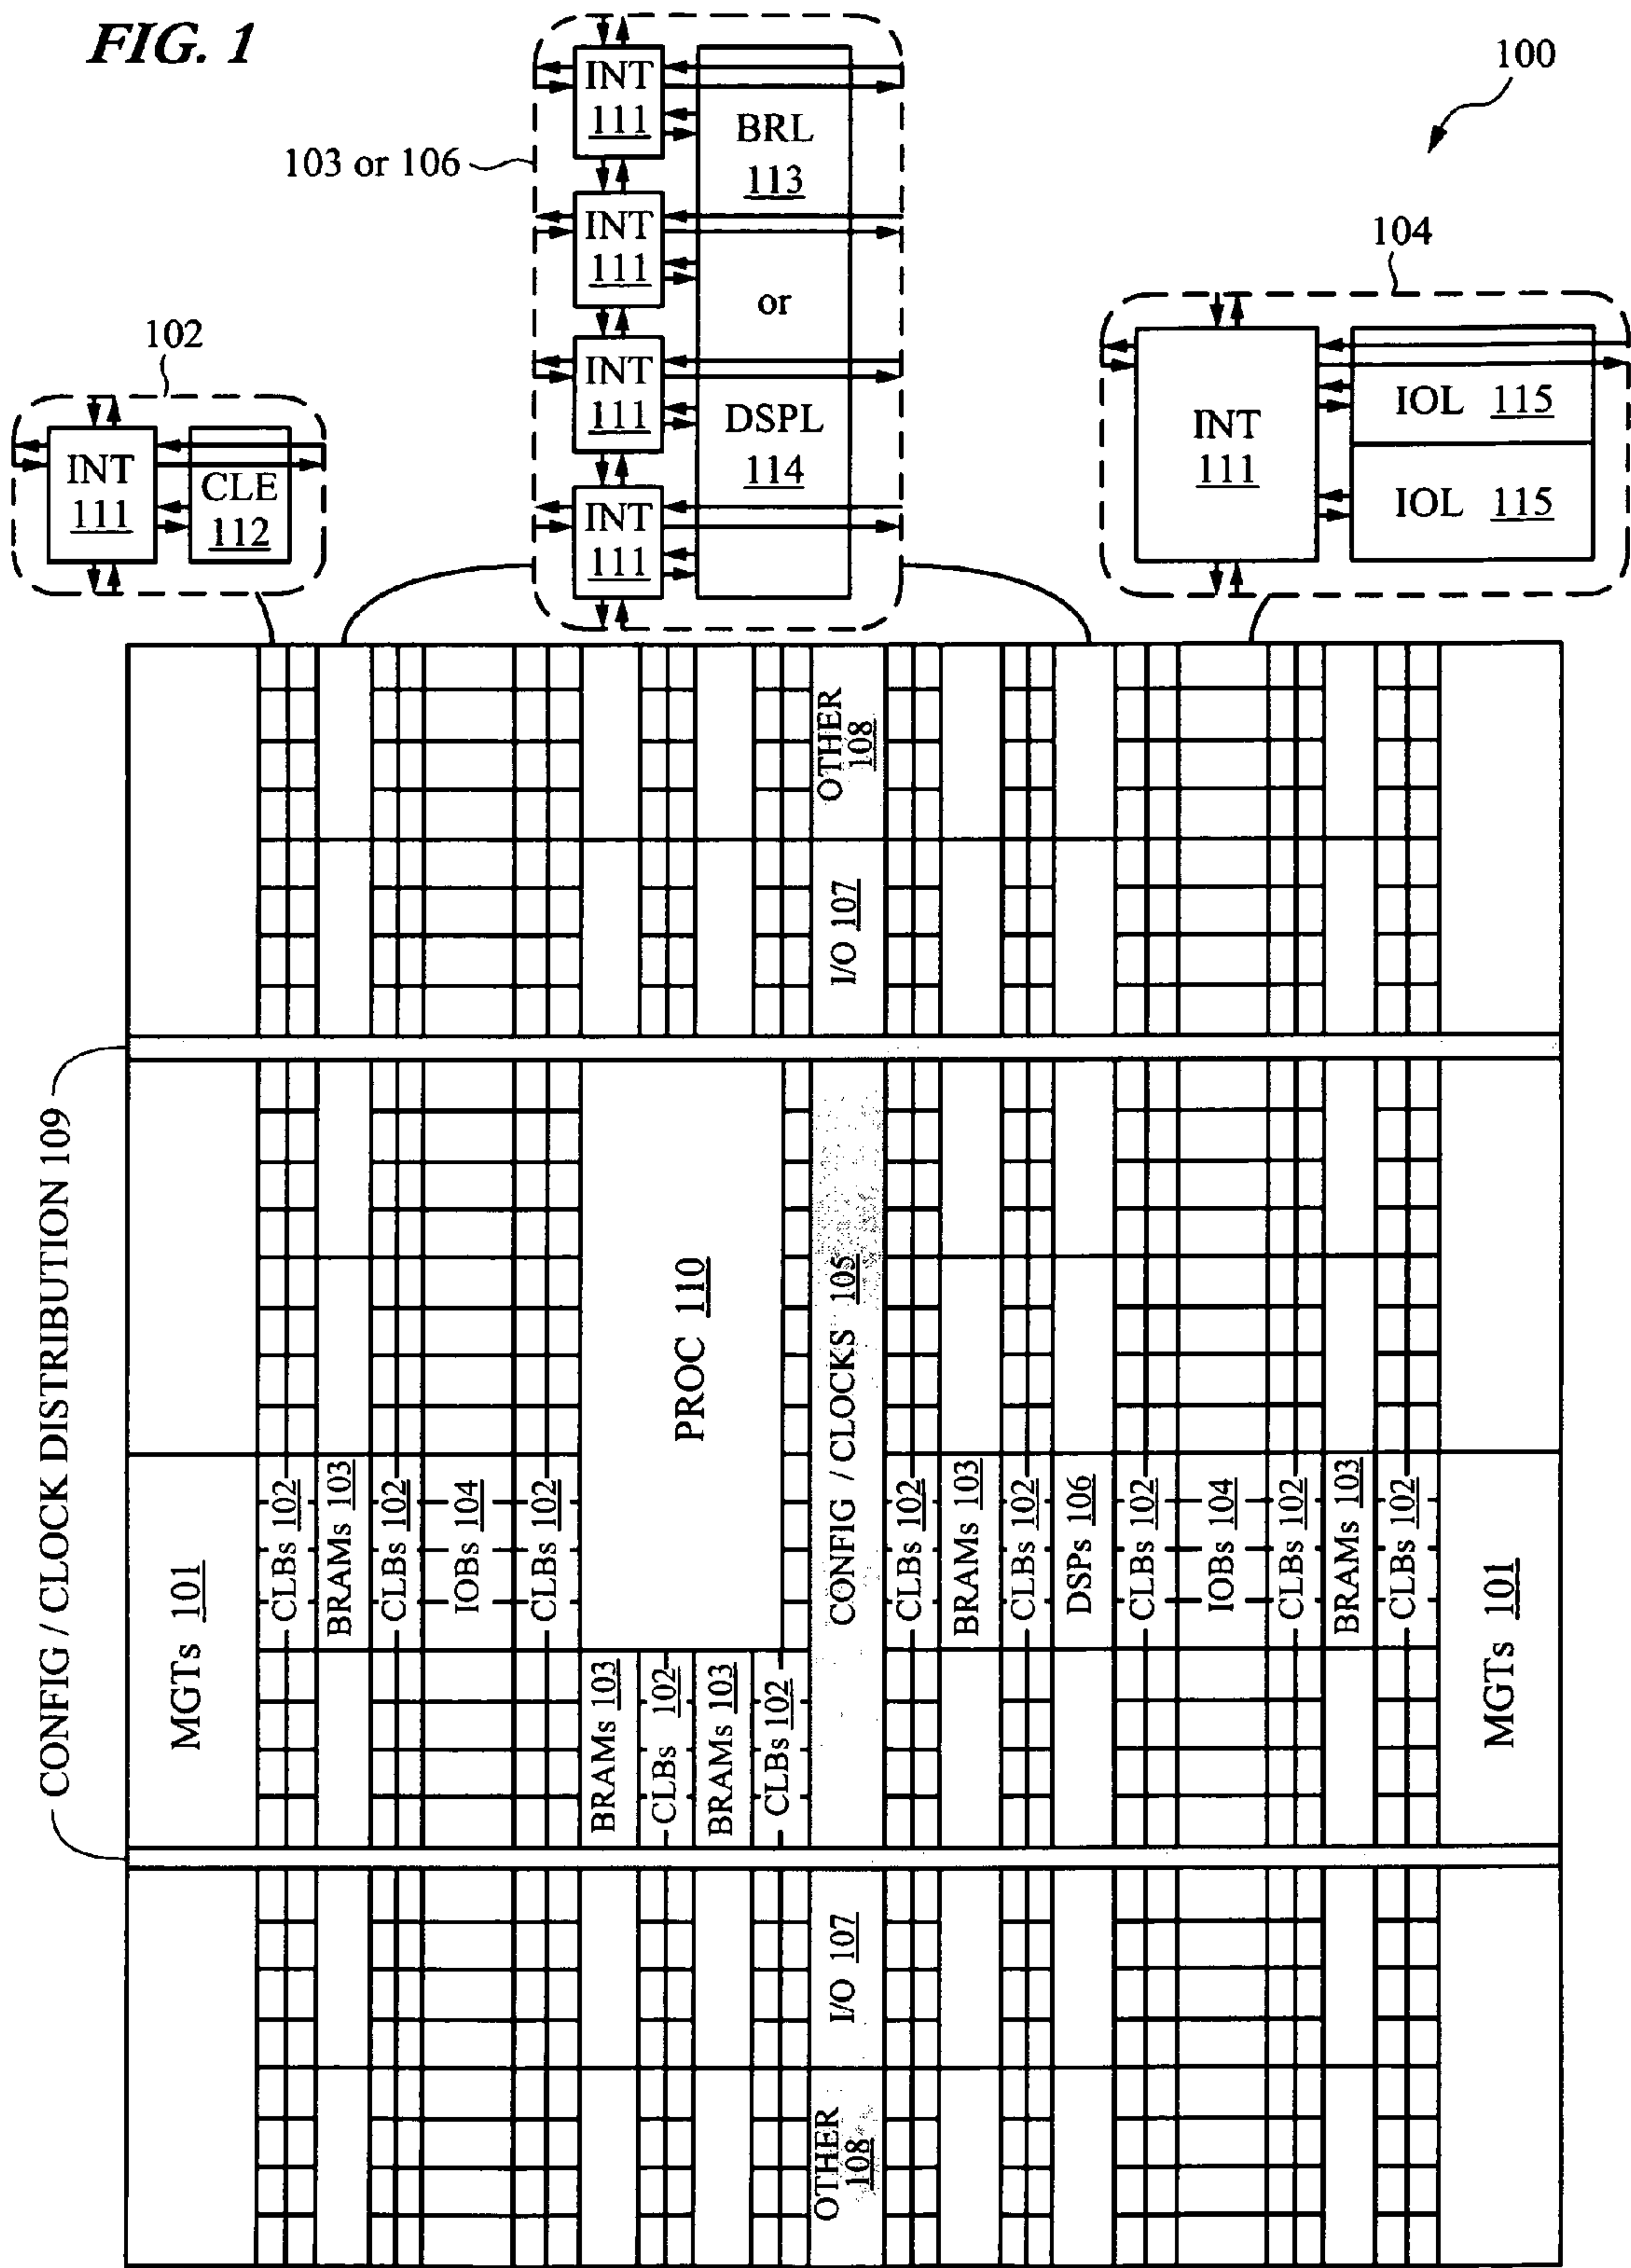 FIG. 1
100
103 or 106
INT
111
INT
111
INT
111
INT
111
BRL
113
or
DSPL
114
102
INT
111
CLE
112
104
INT
111
IOL 115
IOL 115
OTHER
108
I/O 107
CONFIG / CLOCK DISTRIBUTION 109
PROC 110
CONFIG / CLOCKS 105
MGTs 101
CLBs 102
BRAMs 103
CLBs 102
IOBs 104
CLBs 102
BRAMs 103
CLBs 102
BRAMs 103
CLBs 102
CLBs 102
BRAMs 103
CLBs 102
DSPs 106
CLBs 102
IOBs 104
CLBs 102
BRAMs 103
CLBs 102
MGTs 101
I/O 107
OTHER
108